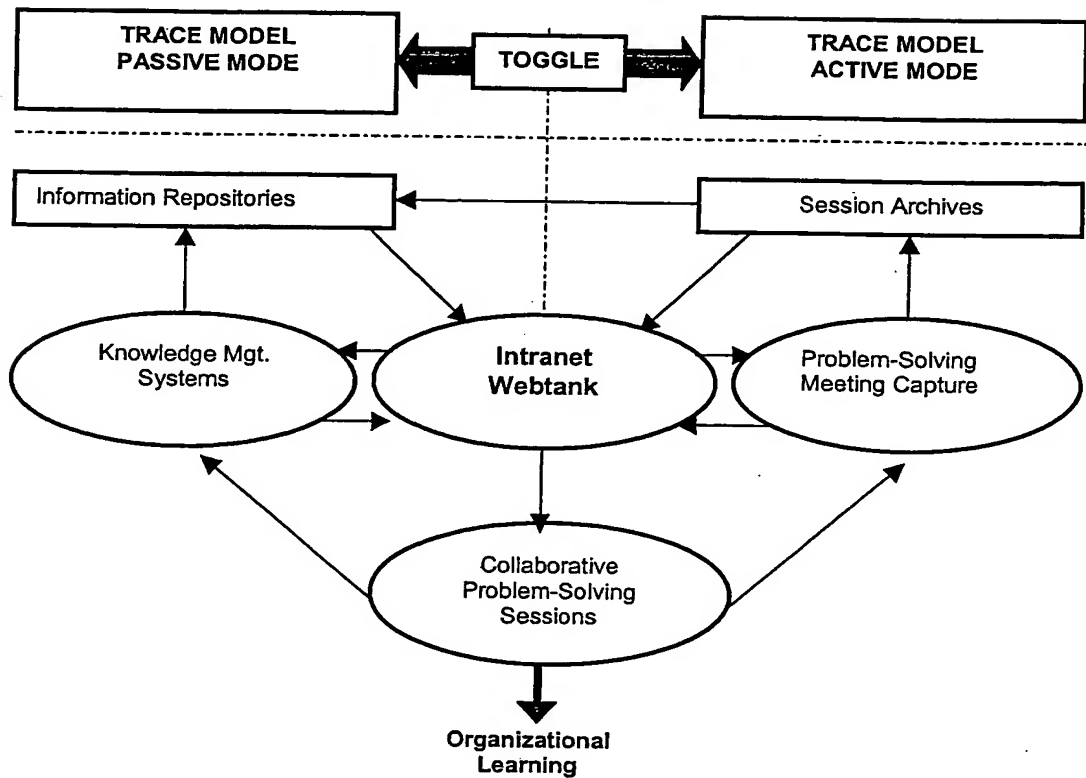 TRACE MODEL
PASSIVE MODE
TOGGLE
TRACE MODEL
ACTIVE MODE
Information Repositories
Session Archives
Knowledge Mgt.
Systems
Intranet
Webtank
Problem-Solving
Meeting Capture
Collaborative
Problem-Solving
Sessions
Organizational
Learning